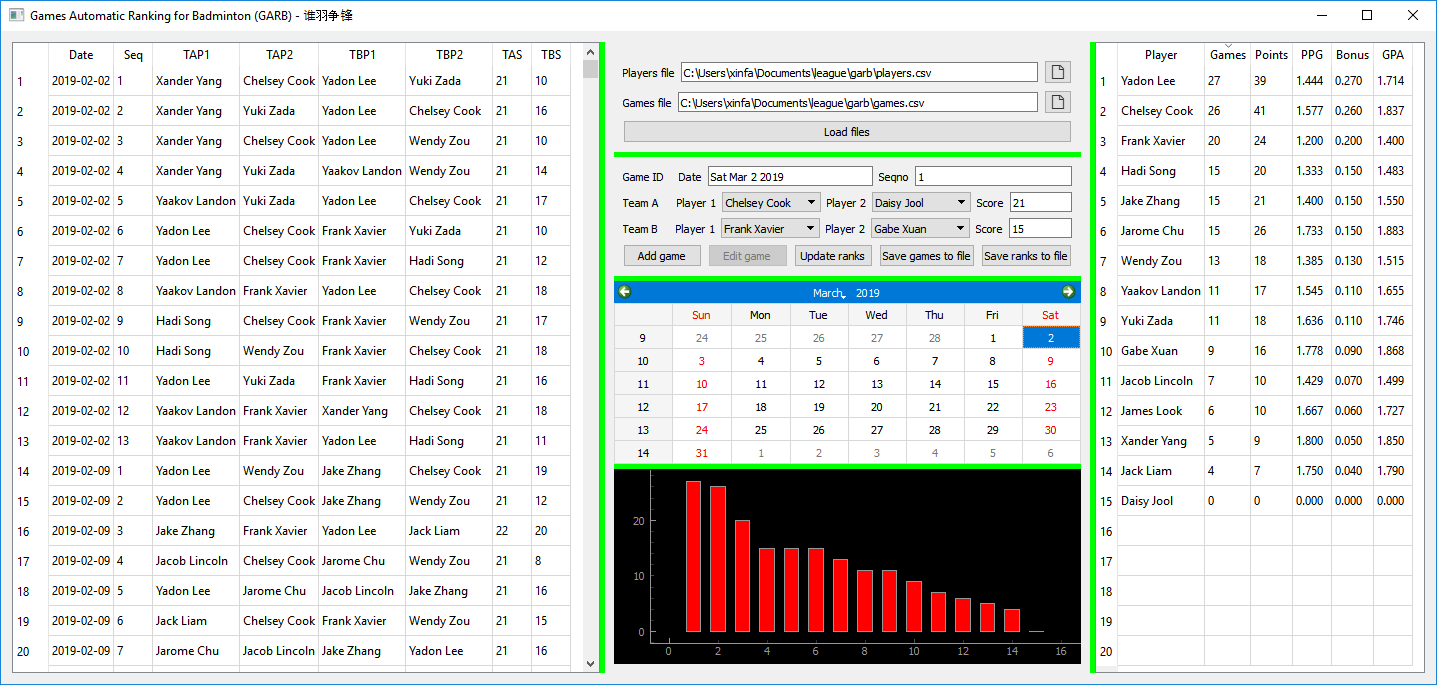 Games Automatic Ranking for Badminton (GARB) - 谁羽争锋
Date Seq TAP1 TAP2 TBP1 TBP2 TAS TBS
1 2019-02-02 1 Xander Yang Chelsey Cook Yadon Lee Yuki Zada 21 10
2 2019-02-02 2 Xander Yang Yuki Zada Yadon Lee Chelsey Cook 21 16
3 2019-02-02 3 Xander Yang Chelsey Cook Yadon Lee Wendy Zou 21 10
4 2019-02-02 4 Xander Yang Yuki Zada Yaakov Landon Wendy Zou 21 14
5 2019-02-02 5 Yaakov Landon Yuki Zada Yadon Lee Chelsey Cook 21 17
6 2019-02-02 6 Yadon Lee Chelsey Cook Frank Xavier Yuki Zada 21 10
7 2019-02-02 7 Yadon Lee Chelsey Cook Frank Xavier Hadi Song 21 12
8 2019-02-02 8 Yaakov Landon Frank Xavier Yadon Lee Chelsey Cook 21 18
9 2019-02-02 9 Hadi Song Chelsey Cook Frank Xavier Wendy Zou 21 17
10 2019-02-02 10 Hadi Song Wendy Zou Frank Xavier Chelsey Cook 21 18
11 2019-02-02 11 Yadon Lee Yuki Zada Frank Xavier Hadi Song 21 16
12 2019-02-02 12 Yaakov Landon Frank Xavier Xander Yang Chelsey Cook 21 18
13 2019-02-02 13 Yaakov Landon Frank Xavier Yadon Lee Hadi Song 21 11
14 2019-02-09 1 Yadon Lee Wendy Zou Jake Zhang Chelsey Cook 21 19
15 2019-02-09 2 Yadon Lee Chelsey Cook Jake Zhang Wendy Zou 21 12
16 2019-02-09 3 Jake Zhang Frank Xavier Yadon Lee Jack Liam 22 20
17 2019-02-09 4 Jacob Lincoln Chelsey Cook Jarome Chu Wendy Zou 21 8
18 2019-02-09 5 Yadon Lee Jarome Chu Jacob Lincoln Jake Zhang 21 16
19 2019-02-09 6 Jack Liam Chelsey Cook Frank Xavier Wendy Zou 21 15
20 2019-02-09 7 Jarome Chu Jacob Lincoln Jake Zhang Yadon Lee 21 16
Players file C:\Users\xinfa\Documents\league\garb\players.csv
Games file C:\Users\xinfa\Documents\league\garb\games.csv
Load files
Game ID Date Sat Mar 2 2019 Seqno 1
Team A Player 1 Chelsey Cook Player 2 Daisy Jool Score 21
Team B Player 1 Frank Xavier Player 2 Gabe Xuan Score 15
Add game Edit game Update ranks Save games to file Save ranks to file
March, 2019
Sun Mon Tue Wed Thu Fri Sat
9 24 25 26 27 28 1 2
10 3 4 5 6 7 8 9
11 10 11 12 13 14 15 16
12 17 18 19 20 21 22 23
13 24 25 26 27 28 29 30
14 31 1 2 3 4 5 6
20
10
0
0 2 4 6 8 10 12 14 16
Player Games Points PPG Bonus GPA
1 Yadon Lee 27 39 1.444 0.270 1.714
2 Chelsey Cook 26 41 1.577 0.260 1.837
3 Frank Xavier 20 24 1.200 0.200 1.400
4 Hadi Song 15 20 1.333 0.150 1.483
5 Jake Zhang 15 21 1.400 0.150 1.550
6 Jarome Chu 15 26 1.733 0.150 1.883
7 Wendy Zou 13 18 1.385 0.130 1.515
8 Yaakov Landon 11 17 1.545 0.110 1.655
9 Yuki Zada 11 18 1.636 0.110 1.746
10 Gabe Xuan 9 16 1.778 0.090 1.868
11 Jacob Lincoln 7 10 1.429 0.070 1.499
12 James Look 6 10 1.667 0.060 1.727
13 Xander Yang 5 9 1.800 0.050 1.850
14 Jack Liam 4 7 1.750 0.040 1.790
15 Daisy Jool 0 0 0.000 0.000 0.000
16
17
18
19
20